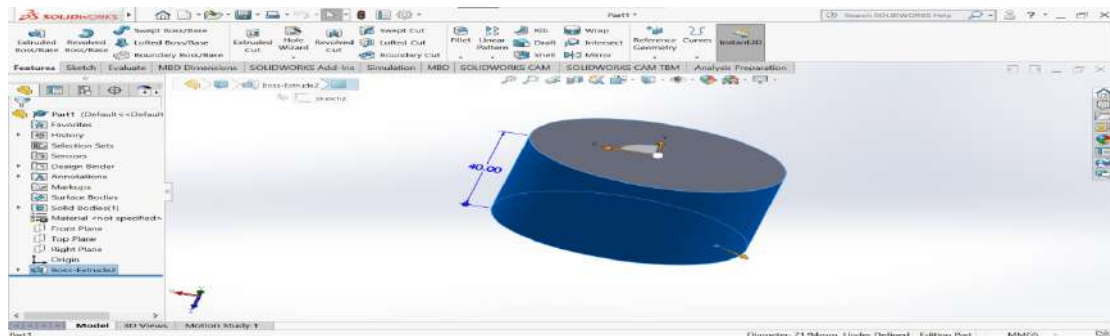 SOLIDWORKS
Part1 *
Search SOLIDWORKS Help
Extruded Boss/Base
Revolved Boss/Base
Swept Boss/Base
Lofted Boss/Base
Boundary Boss/Base
Extruded Cut
Hole Wizard
Revolved Cut
Swept Cut
Lofted Cut
Boundary Cut
Fillet
Linear Pattern
Rib
Draft
Shell
Wrap
Intersect
Mirror
Reference Geometry
Curves
Instant3D
Features Sketch Evaluate MBD Dimensions SOLIDWORKS Add-Ins Simulation MBD SOLIDWORKS CAM SOLIDWORKS CAM TBM Analysis Preparation
Boss-Extrude2
Sketch2
Part1 (Default<<Default
Favorites
History
Selection Sets
Sensors
Design Binder
Annotations
Markups
Surface Bodies
Solid Bodies(1)
Material <not specified>
Front Plane
Top Plane
Right Plane
Origin
Boss-Extrude2
40.00
Model 3D Views Motion Study 1
Part1
Diameter: 71.94mm Under Defined Editing Part MMGS